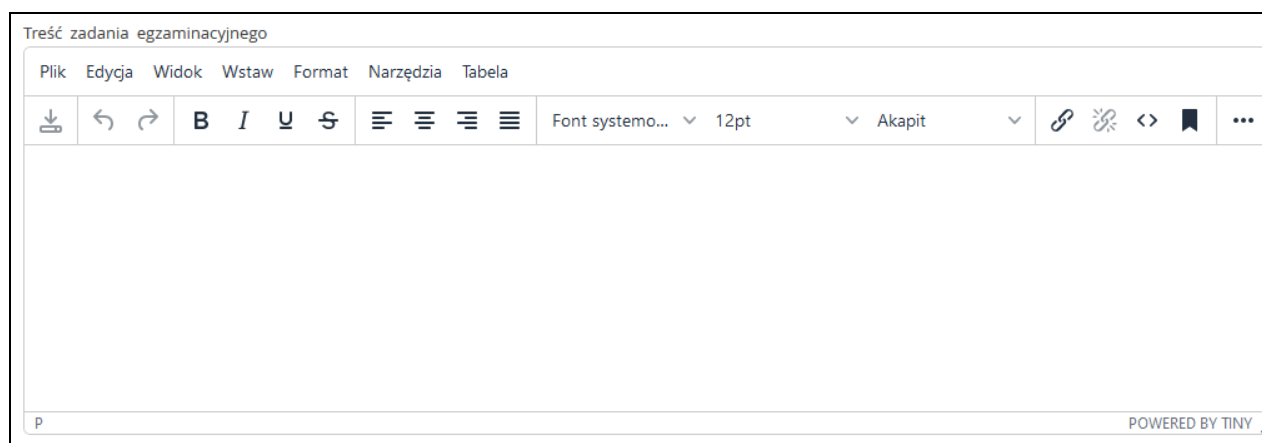 Treść zadania egzaminacyjnego
Plik Edycja Widok Wstaw Format Narzędzia Tabela
B I U S Font systemo... 12pt Akapit
P POWERED BY TINY